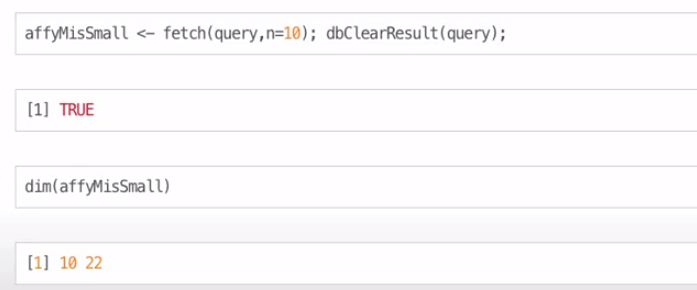 affyMisSmall <- fetch(query,n=10); dbClearResult(query);
[1] TRUE
dim(affyMisSmall)
[1] 10 22